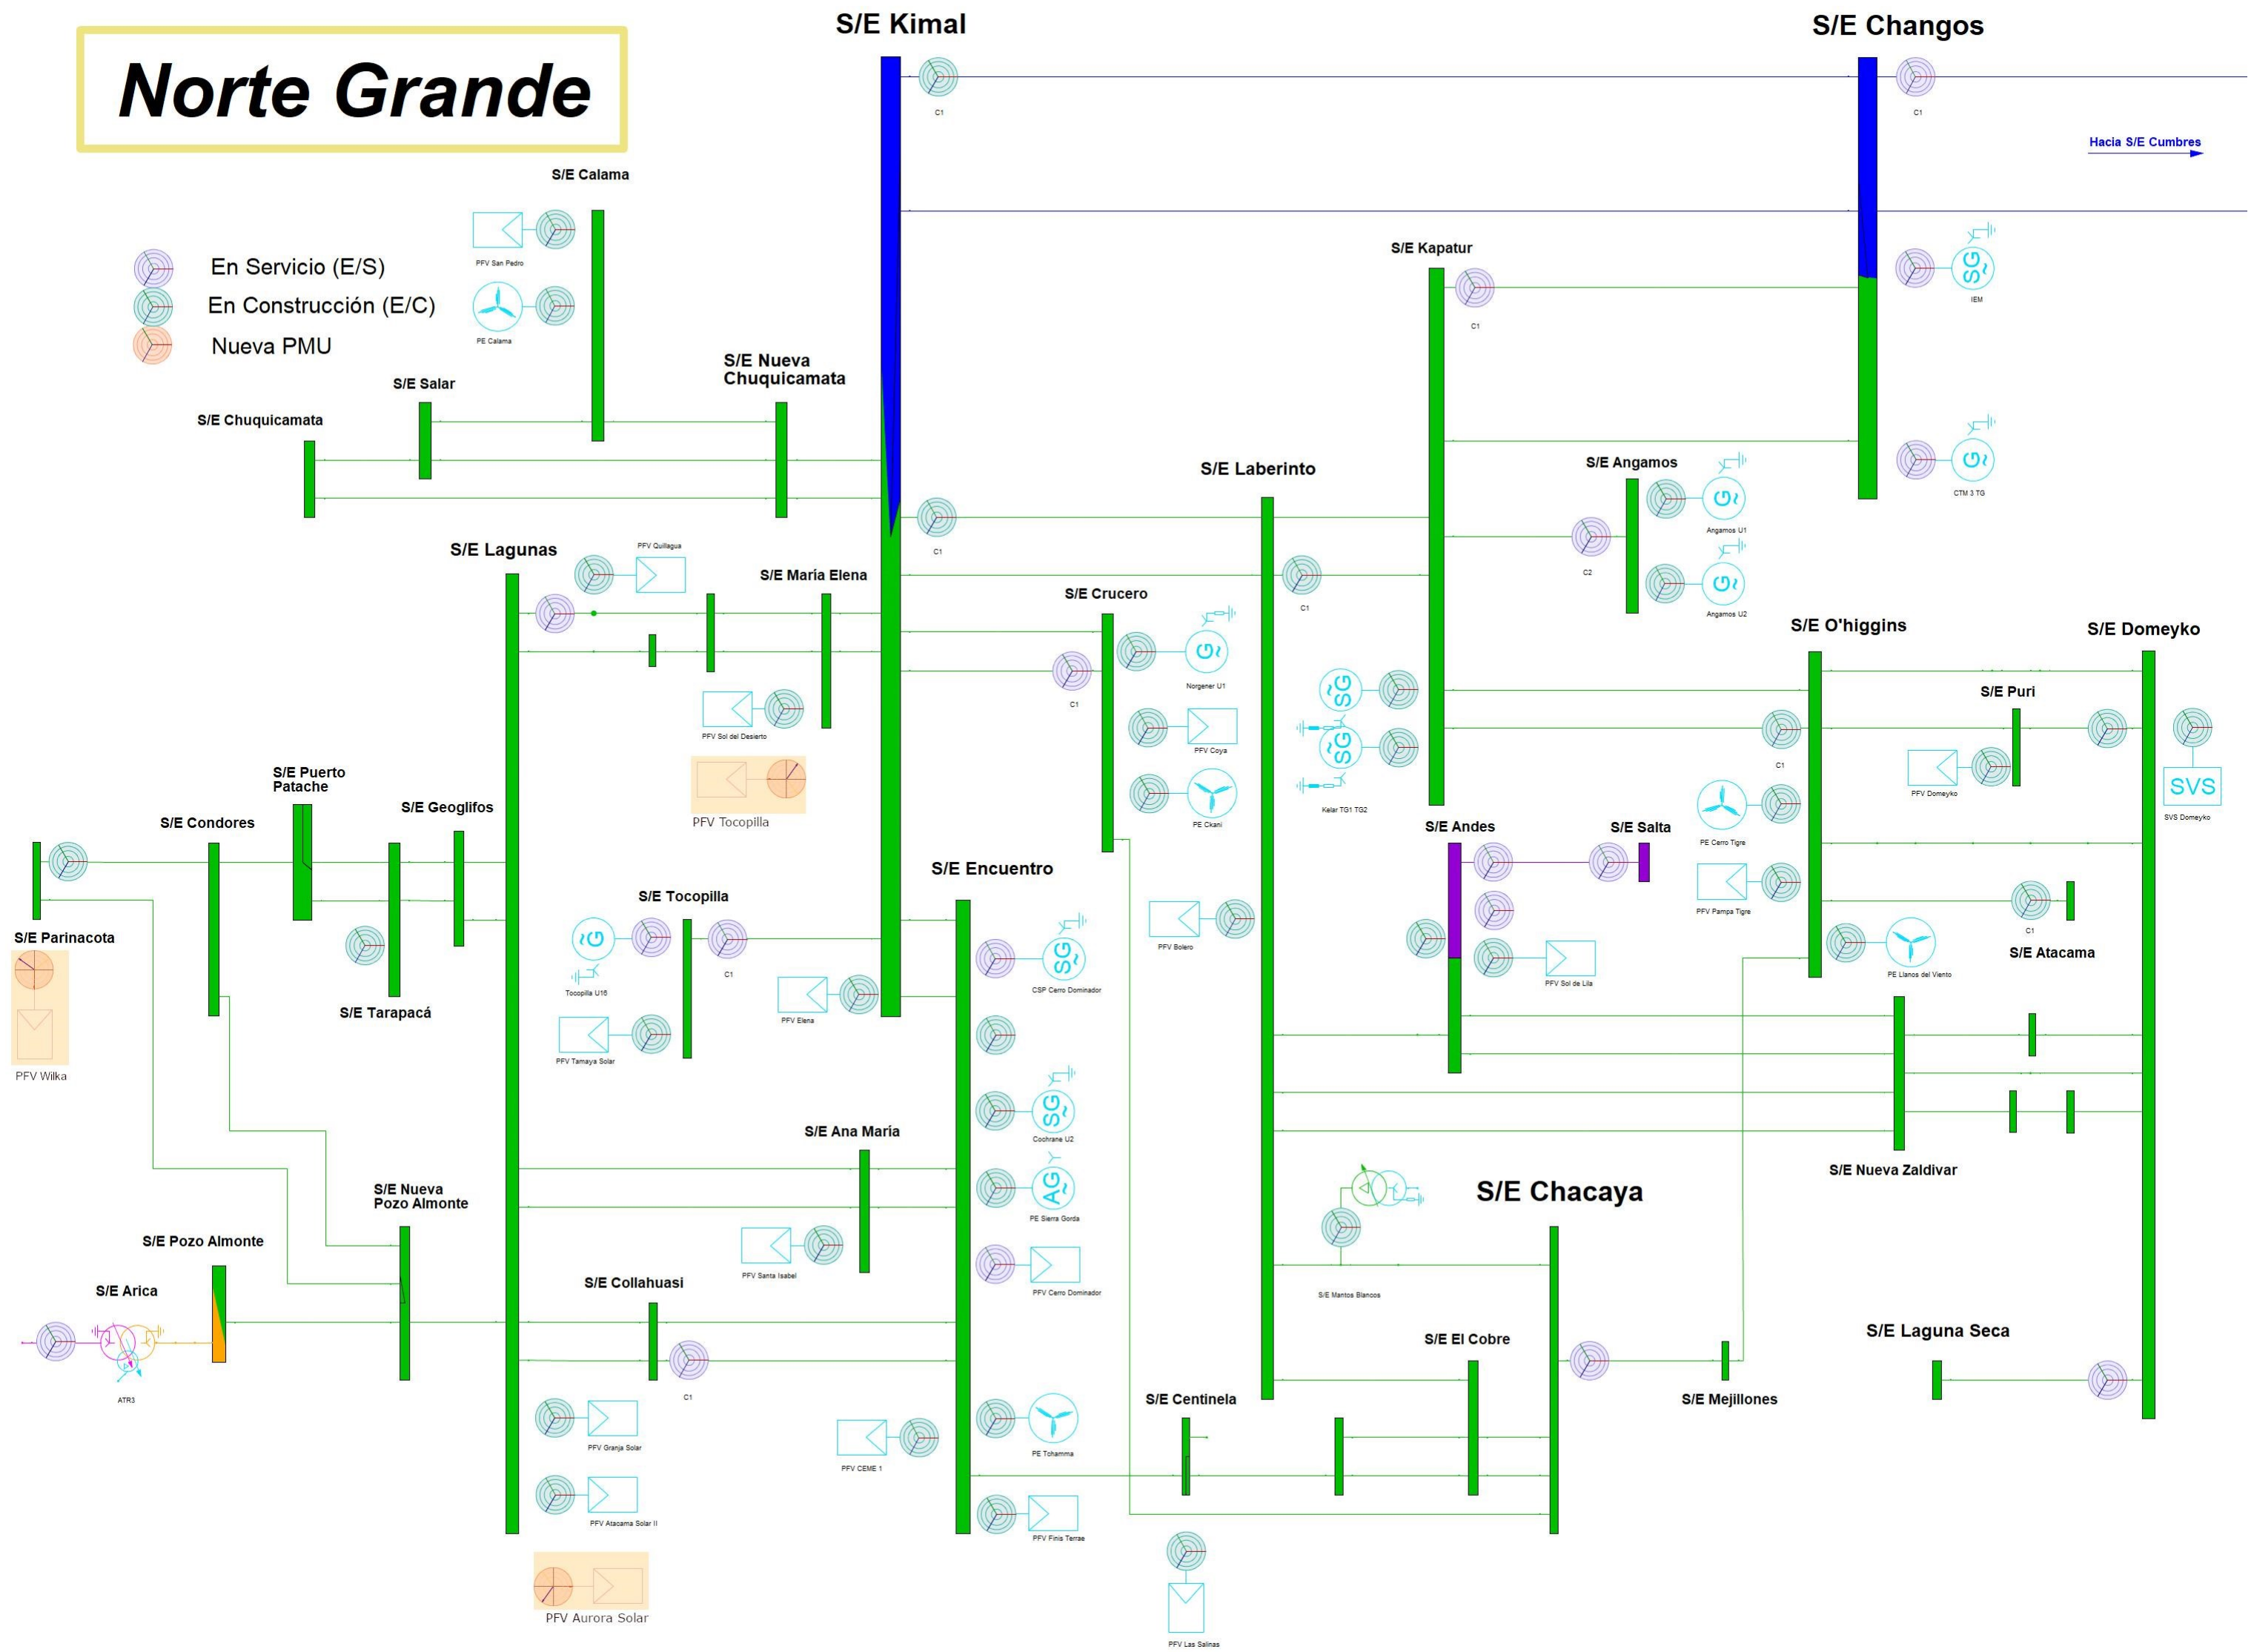 S/E Kimal
S/E Changos
Norte Grande
C1
C1
Hacia S/E Cumbres
S/E Calama
PFV San Pedro
PE Calama
En Servicio (E/S)
En Construcción (E/C)
Nueva PMU
S/E Kapatur
C1
SG
IEM
S/E Nueva
Chuquicamata
S/E Salar
S/E Chuquicamata
S/E Laberinto
S/E Angamos
G
CTM 3 TG
G
Angamos U1
C2
G
Angamos U2
C1
S/E Lagunas
PFV Quillagua
S/E María Elena
S/E Crucero
C1
C1
G
Norgener U1
S/E O'higgins
S/E Domeyko
PFV Sol del Desierto
PFV Coya
PE Ckani
PFV Tocopilla
SG
SG
Kelar TG1 TG2
C1
S/E Puri
PFV Domeyko
SVS
SVS Domeyko
PE Cerro Tigre
S/E Puerto
Patache
S/E Geoglifos
S/E Condores
S/E Andes
S/E Salta
PFV Pampa Tigre
S/E Encuentro
S/E Tocopilla
G
C1
Tocopilla U16
PFV Tamaya Solar
PFV Elena
SG
CSP Cerro Dominador
PFV Bolero
PFV Sol de Lila
C1
S/E Atacama
PE Llanos del Viento
S/E Parinacota
PFV Wilka
S/E Tarapacá
SG
Cochrane U2
S/E Ana María
AG
PE Sierra Gorda
PFV Santa Isabel
PFV Cerro Dominador
S/E Nueva Zaldivar
S/E Chacaya
S/E Nueva
Pozo Almonte
S/E Pozo Almonte
S/E Arica
ATR3
S/E Collahuasi
C1
S/E Mantos Blancos
S/E El Cobre
S/E Laguna Seca
S/E Centinela
S/E Mejillones
PFV Granja Solar
PFV CEME 1
PE Tchamma
PFV Atacama Solar II
PFV Finis Terrae
PFV Aurora Solar
PFV Las Salinas